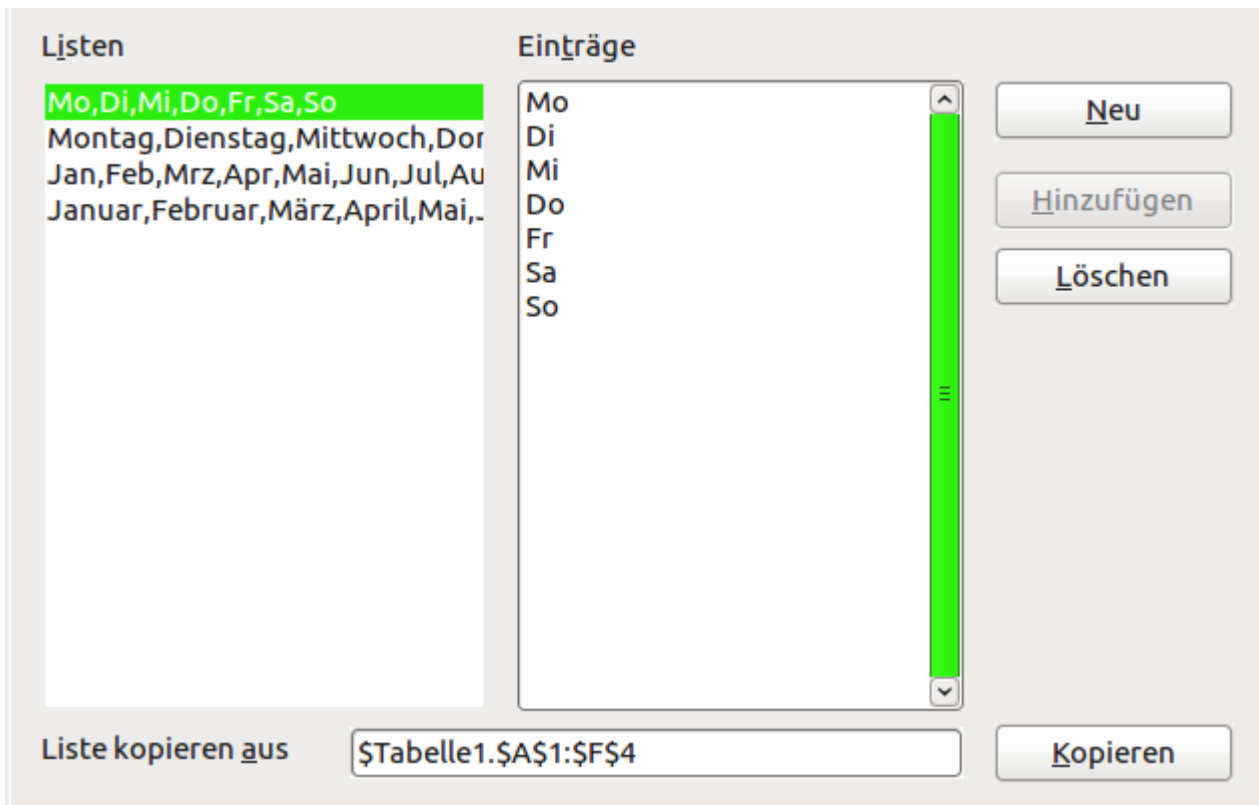 Listen
Mo,Di,Mi,Do,Fr,Sa,So
Montag,Dienstag,Mittwoch,Don
Jan,Feb,Mrz,Apr,Mai,Jun,Jul,Au
Januar,Februar,März,April,Mai,J
Einträge
Mo
Di
Mi
Do
Fr
Sa
So
Neu
Hinzufügen
Löschen
Liste kopieren aus
$Tabelle1.$A$1:$F$4
Kopieren